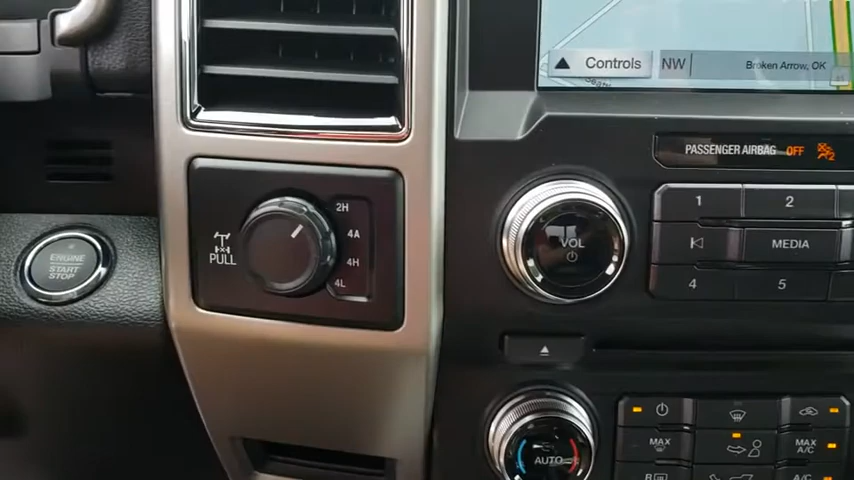 Controls
NW
Broken Arrow, OK
PASSENGER AIRBAG OFF
2H
4A
4H
4L
PULL
ENGINE
START
STOP
VOL
1
2
MEDIA
4
5
MAX
AUTO
MAX
A/C
A/C